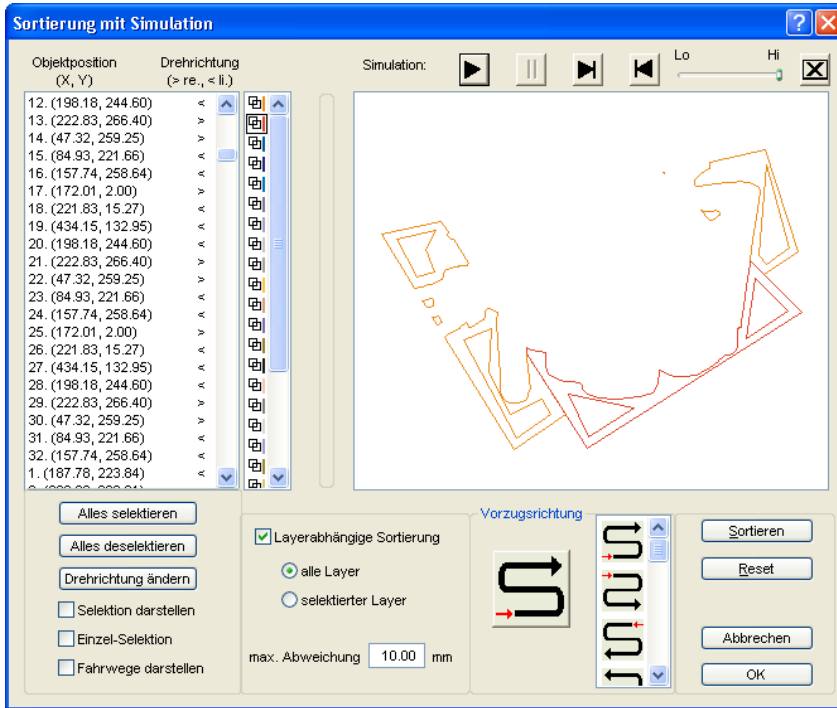 Sortierung mit Simulation
Objektposition Drehrichtung
(X, Y) (> re., < li.)
Simulation:
Lo Hi
12. (198.18, 244.60) <
13. (222.83, 266.40) >
14. (47.32, 259.25) >
15. (84.93, 221.66) <
16. (157.74, 258.64) <
17. (172.01, 2.00) >
18. (221.83, 15.27) <
19. (434.15, 132.95) <
20. (198.18, 244.60) <
21. (222.83, 266.40) >
22. (47.32, 259.25) >
23. (84.93, 221.66) <
24. (157.74, 258.64) <
25. (172.01, 2.00) >
26. (221.83, 15.27) <
27. (434.15, 132.95) <
28. (198.18, 244.60) <
29. (222.83, 266.40) >
30. (47.32, 259.25) >
31. (84.93, 221.66) <
32. (157.74, 258.64) <
1. (187.78, 223.84) <
Alles selektieren
Alles deselektieren
Drehrichtung ändern
Selektion darstellen
Einzel-Selektion
Fahrwege darstellen
Layerabhängige Sortierung
alle Layer
selektierter Layer
max. Abweichung 10.00 mm
Vorzugsrichtung
Sortieren
Reset
Abbrechen
OK